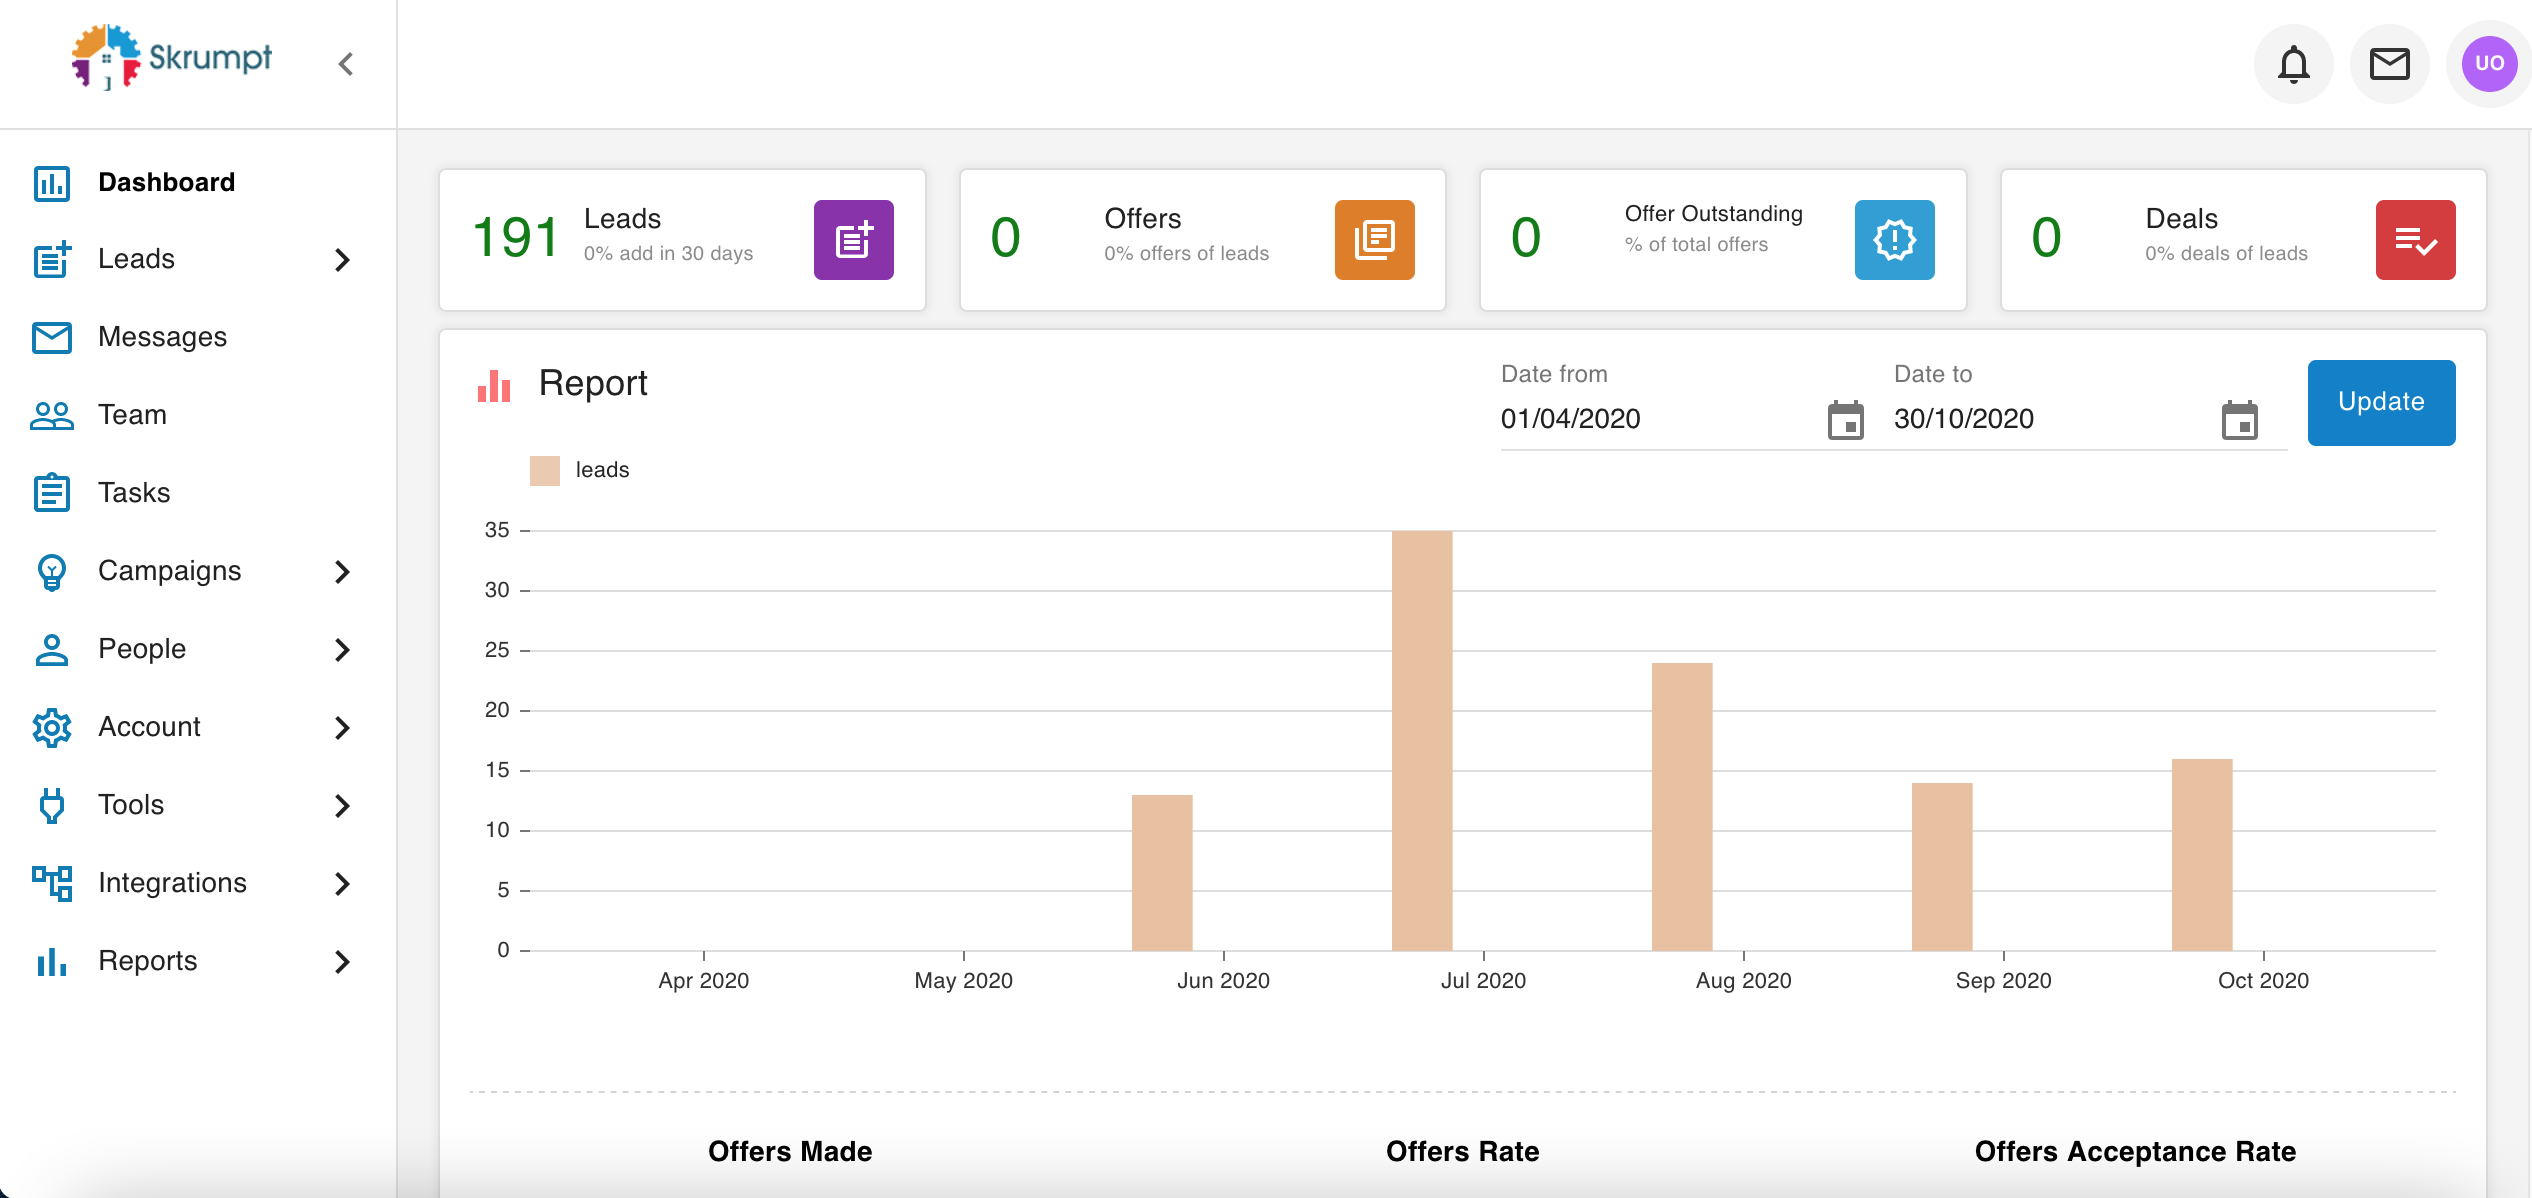 Skrumpt
UO
Dashboard
Leads
Messages
Team
Tasks
Campaigns
People
Account
Tools
Integrations
Reports
191
Leads
0% add in 30 days
0
Offers
0% offers of leads
0
Offer Outstanding
% of total offers
0
Deals
0% deals of leads
Report
Date from
01/04/2020
Date to
30/10/2020
Update
leads
35
30
25
20
15
10
5
0
Apr 2020
May 2020
Jun 2020
Jul 2020
Aug 2020
Sep 2020
Oct 2020
Offers Made
Offers Rate
Offers Acceptance Rate